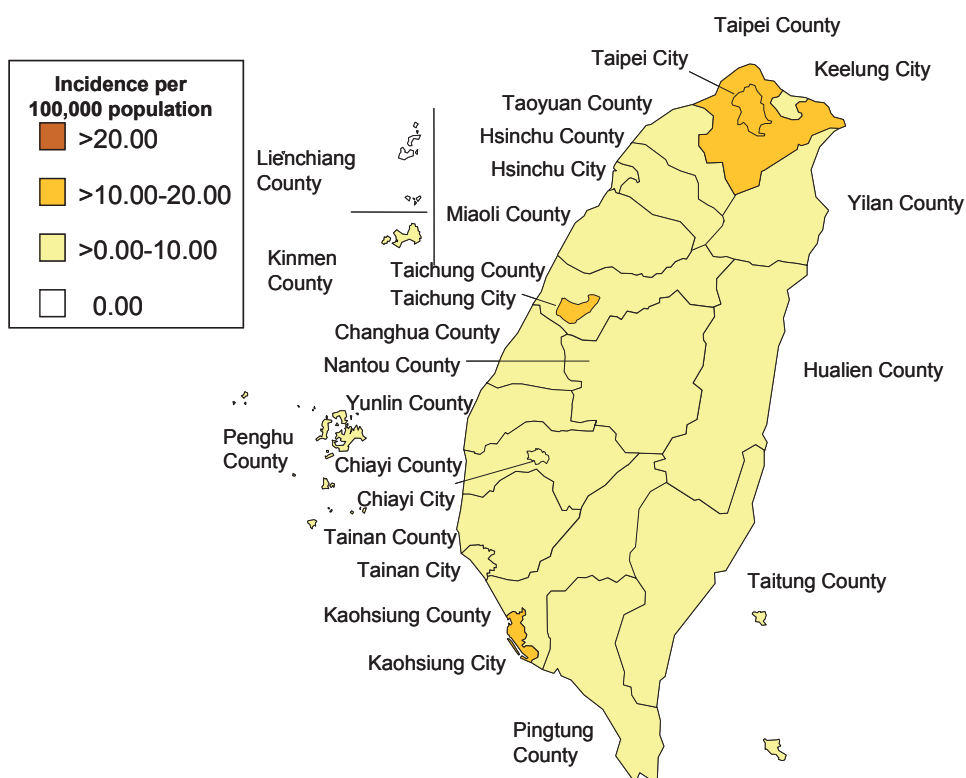 Incidence per
100,000 population
>20.00
>10.00-20.00
>0.00-10.00
0.00
Taipei County
Taipei City
Keelung City
Taoyuan County
Hsinchu County
Hsinchu City
Lienchiang
County
Miaoli County
Yilan County
Kinmen
County
Taichung County
Taichung City
Changhua County
Nantou County
Hualien County
Yunlin County
Penghu
County
Chiayi County
Chiayi City
Tainan County
Tainan City
Taitung County
Kaohsiung County
Kaohsiung City
Pingtung
County